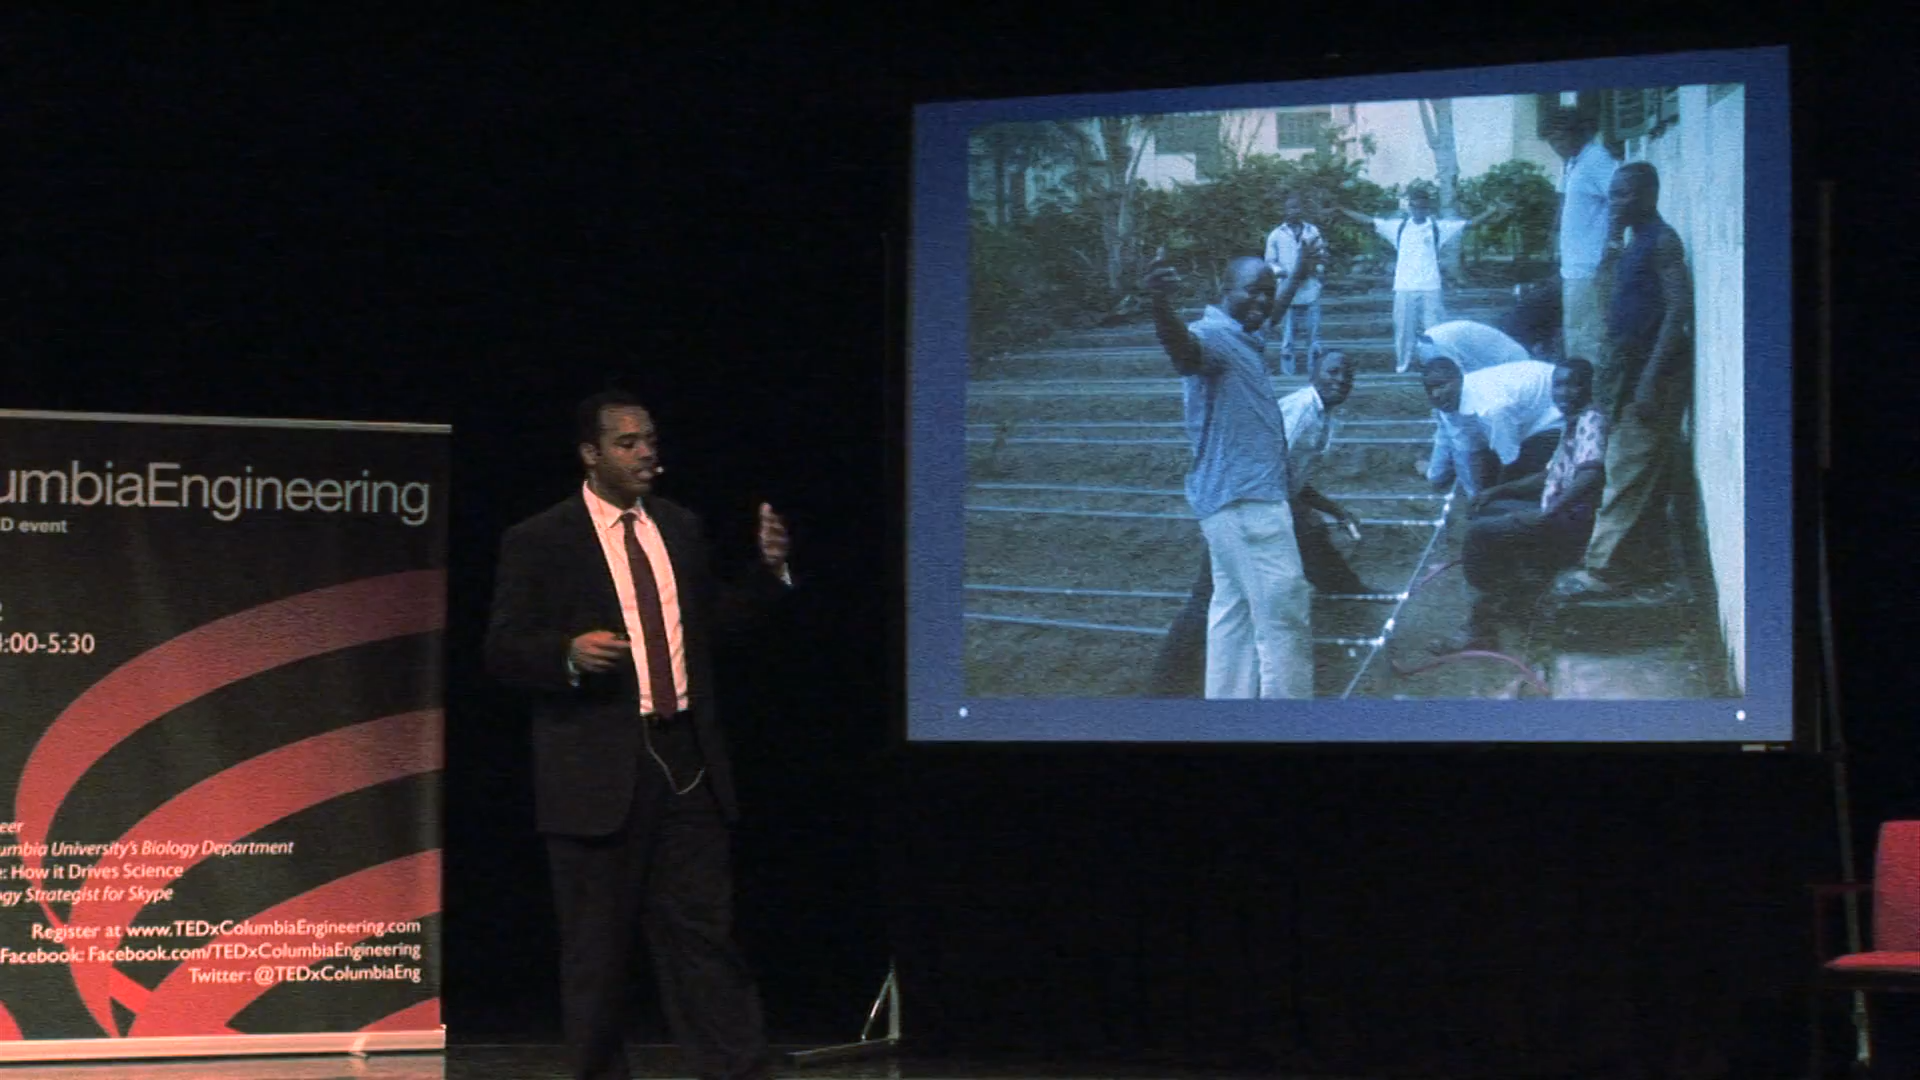 umbiaEngineering
D event
:00-5:30
eer
umbia University's Biology Department
: How it Drives Science
gy Strategist for Skype
Register at www.TEDxColumbiaEngineering.com
Facebook: Facebook.com/TEDxColumbiaEngineering
Twitter: @TEDxColumbiaEng